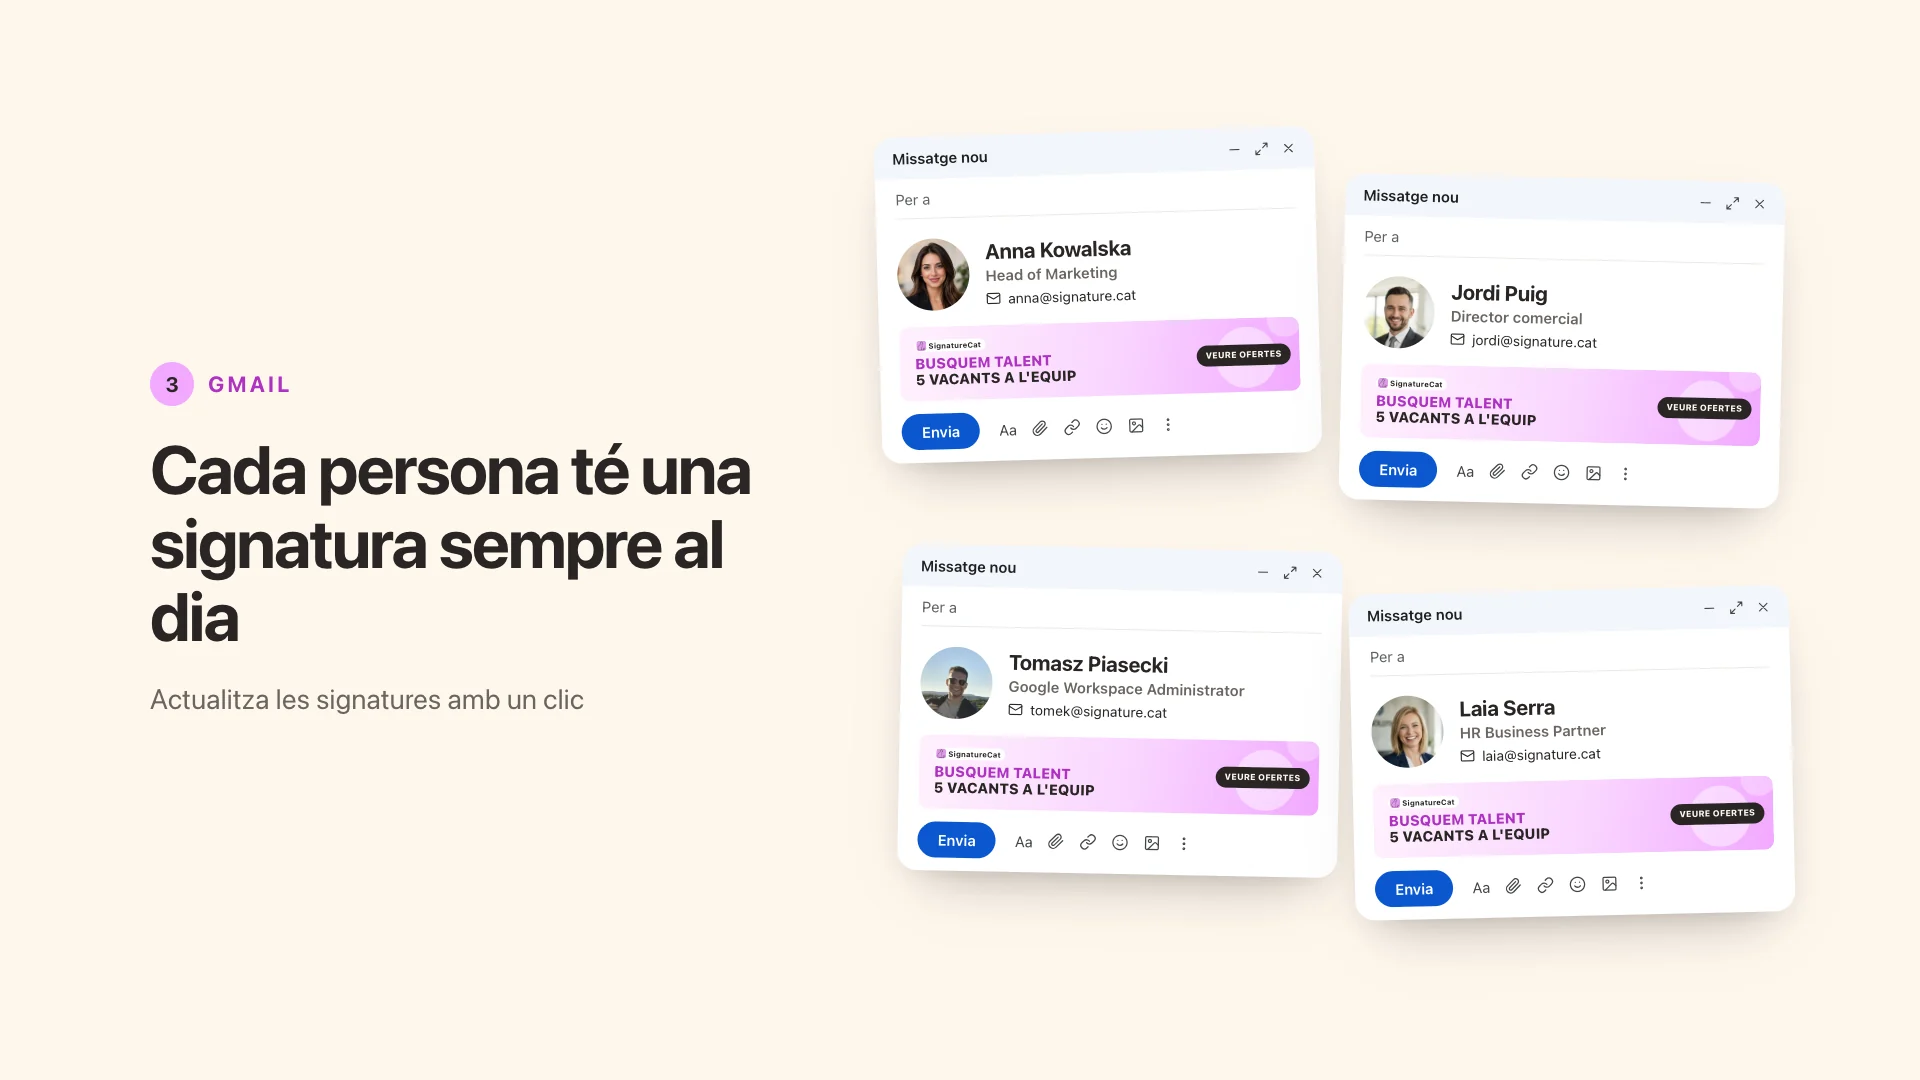 3 GMAIL
Cada persona té una
signatura sempre al
dia
Actualitza les signatures amb un clic
Missatge nou
Per a
Anna Kowalska
Head of Marketing
anna@signature.cat
SignatureCat
BUSQUEM TALENT
5 VACANTS A L'EQUIP
VEURE OFERTES
Envia Aa
Missatge nou
Per a
Jordi Puig
Director comercial
jordi@signature.cat
SignatureCat
BUSQUEM TALENT
5 VACANTS A L'EQUIP
VEURE OFERTES
Envia Aa
Missatge nou
Per a
Tomasz Piasecki
Google Workspace Administrator
tomek@signature.cat
SignatureCat
BUSQUEM TALENT
5 VACANTS A L'EQUIP
VEURE OFERTES
Envia Aa
Missatge nou
Per a
Laia Serra
HR Business Partner
laia@signature.cat
SignatureCat
BUSQUEM TALENT
5 VACANTS A L'EQUIP
VEURE OFERTES
Envia Aa